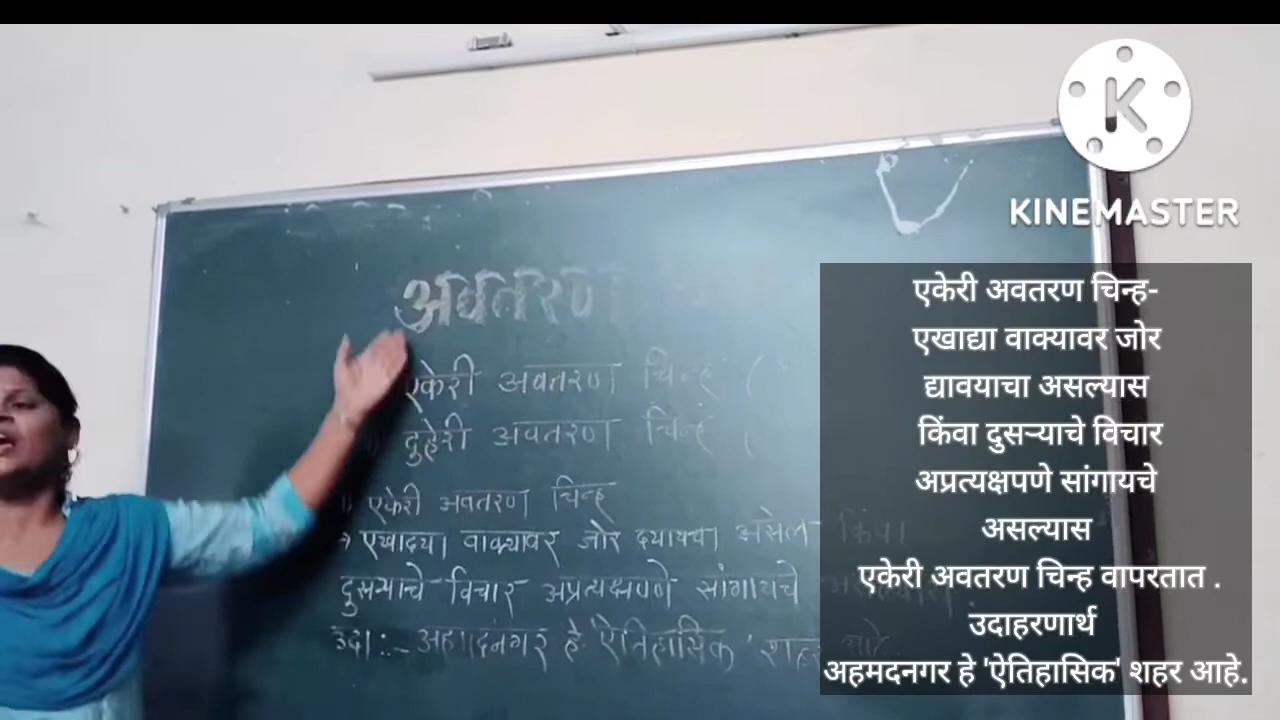 KINEMASTER
अवतरण
एकेरी अवतरण चिन्ह (
दुहेरी अवतरण चिन्ह (
एकेरी अवतरण चिन्ह
→ एखादया वाक्यावर जोर दयायचा असेल किंवा
दुसऱ्याचे विचार अप्रत्यक्षपणे सांगायचे असल्यास.
उदा:- अहमदनगर हे 'ऐतिहासिक' शहर आहे.
एकेरी अवतरण चिन्ह-
एखाद्या वाक्यावर जोर
द्यावयाचा असल्यास
किंवा दुसऱ्याचे विचार
अप्रत्यक्षपणे सांगायचे
असल्यास
एकेरी अवतरण चिन्ह वापरतात .
उदाहरणार्थ
अहमदनगर हे 'ऐतिहासिक' शहर आहे.